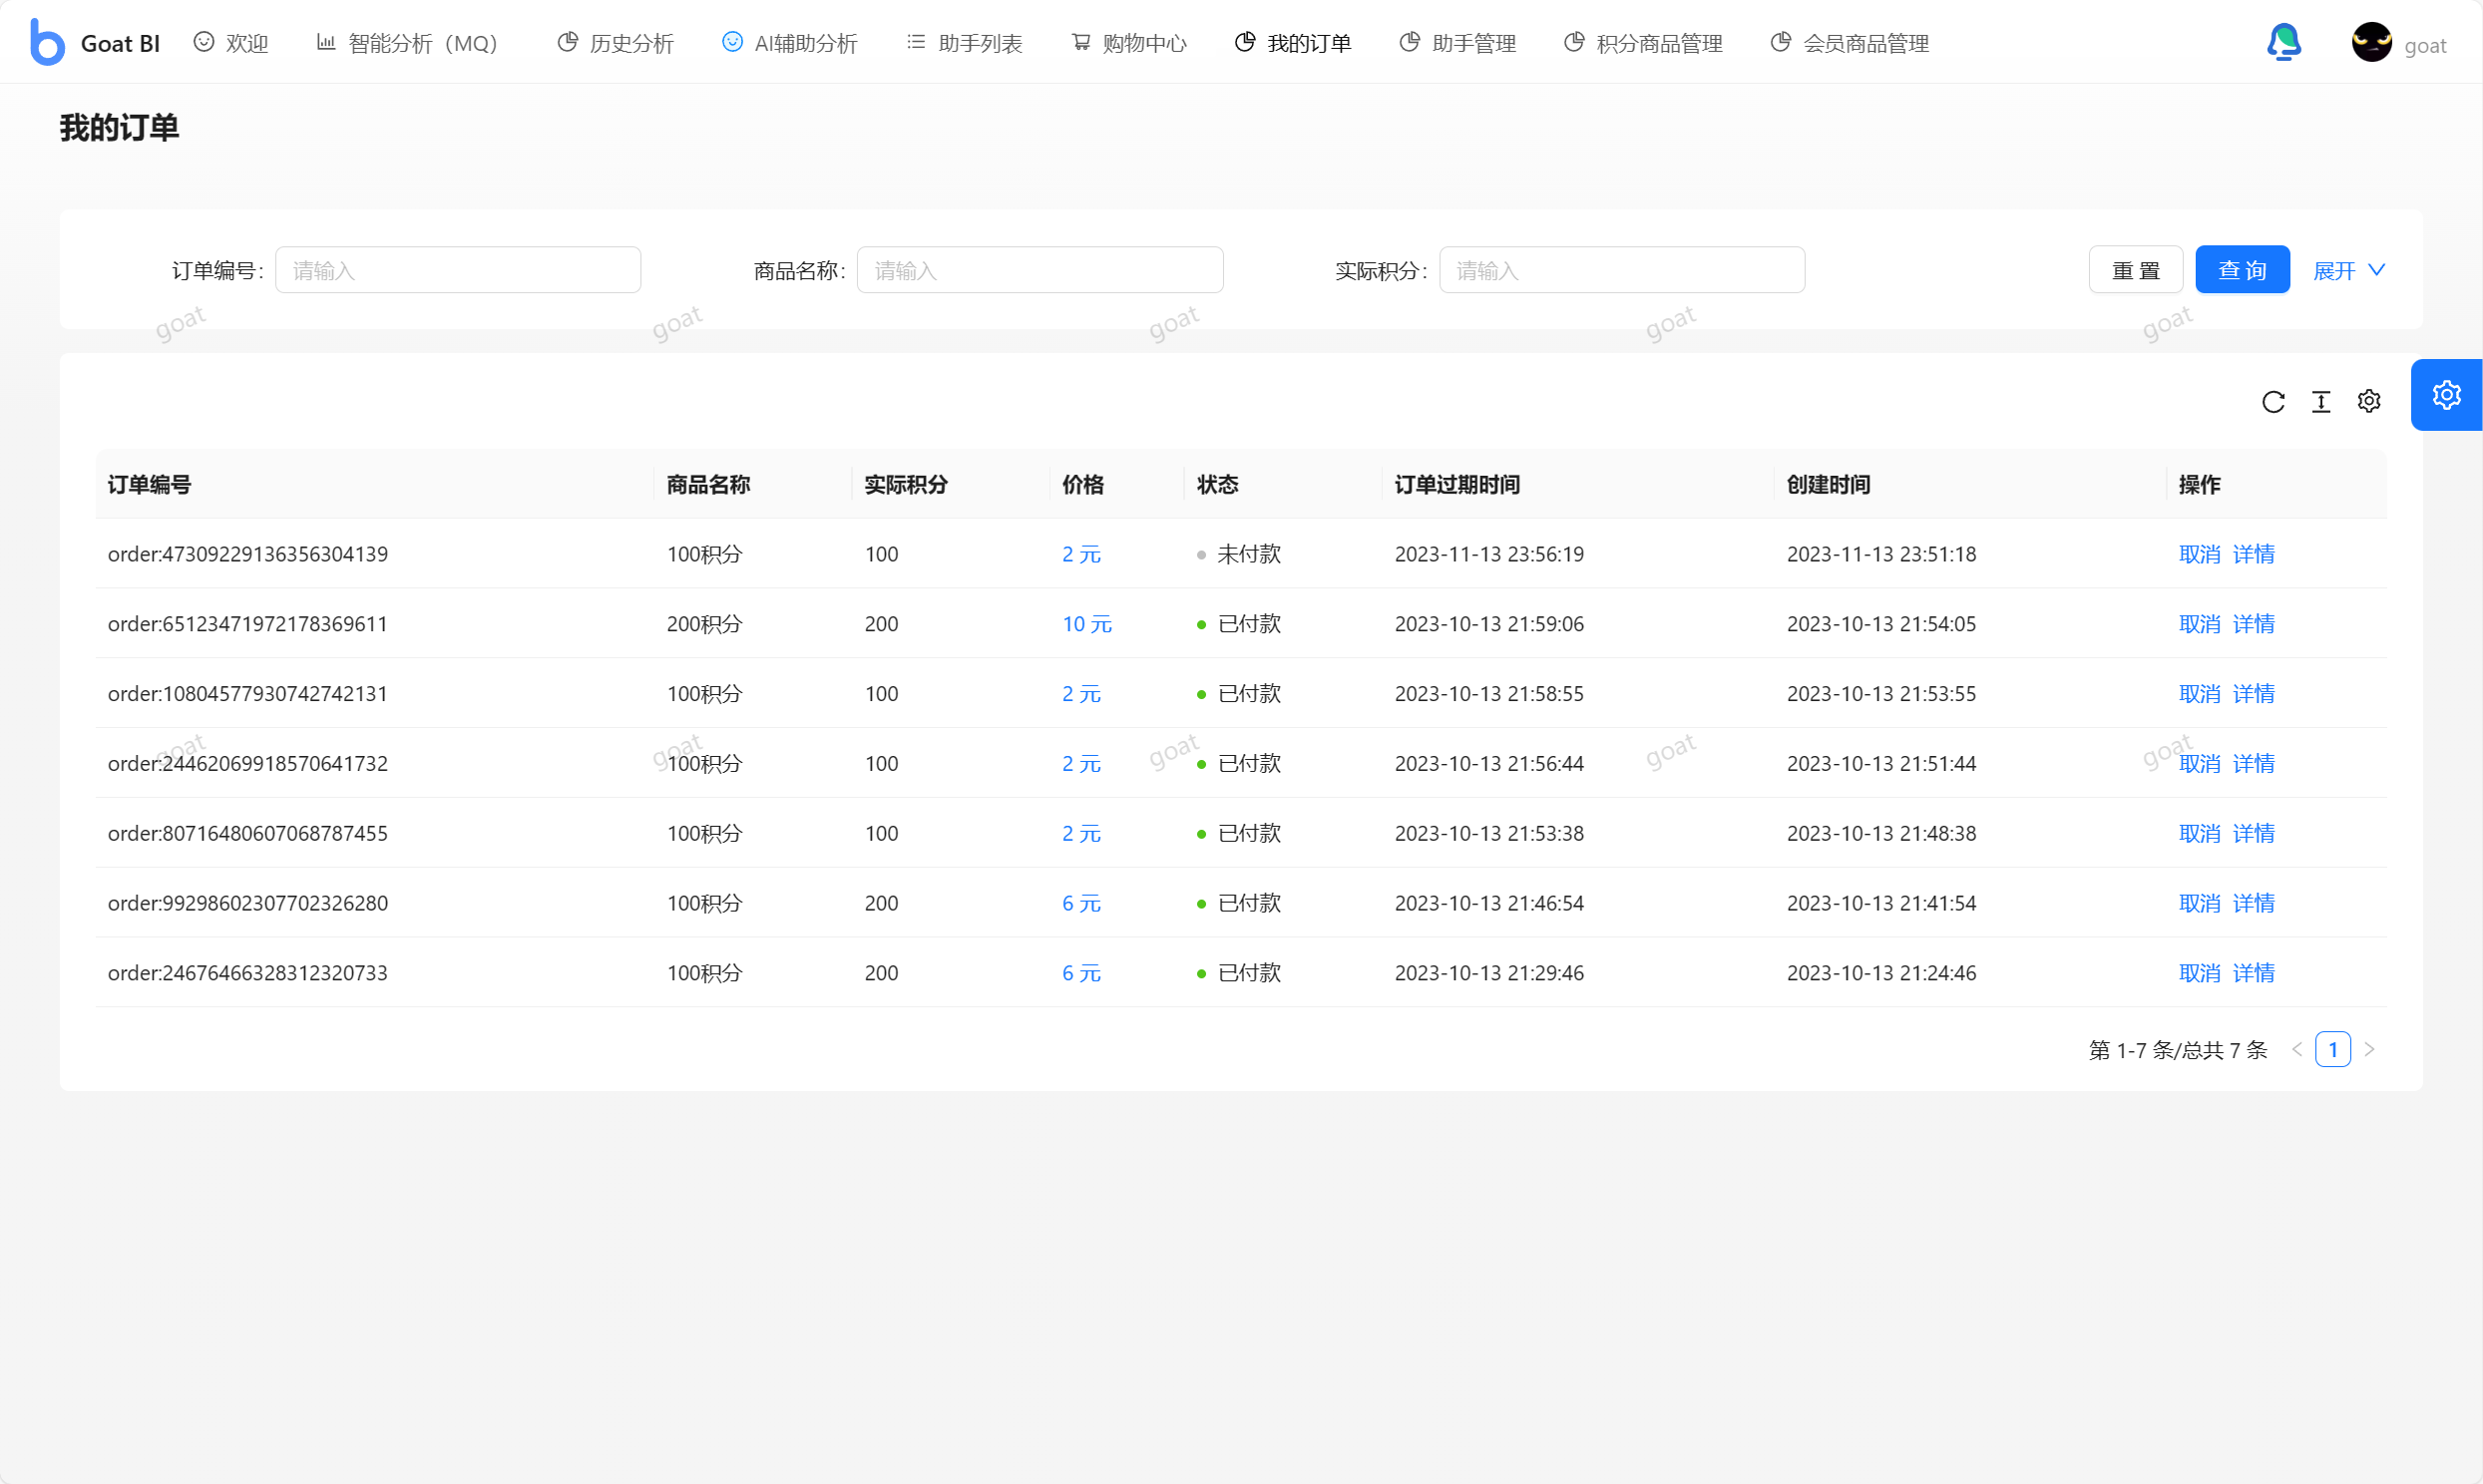 Goat BI 欢迎 智能分析（MQ） 历史分析 AI辅助分析 助手列表 购物中心 我的订单 助手管理 积分商品管理 会员商品管理 goat
我的订单
订单编号: 请输入 商品名称: 请输入 实际积分: 请输入 重 置 查 询 展开
goat goat goat goat goat
订单编号 商品名称 实际积分 价格 状态 订单过期时间 创建时间 操作
order:47309229136356304139 100积分 100 2 元 未付款 2023-11-13 23:56:19 2023-11-13 23:51:18 取消 详情
order:65123471972178369611 200积分 200 10 元 已付款 2023-10-13 21:59:06 2023-10-13 21:54:05 取消 详情
order:10804577930742742131 100积分 100 2 元 已付款 2023-10-13 21:58:55 2023-10-13 21:53:55 取消 详情
goat goat goat goat goat
order:24462069918570641732 100积分 100 2 元 已付款 2023-10-13 21:56:44 2023-10-13 21:51:44 取消 详情
order:80716480607068787455 100积分 100 2 元 已付款 2023-10-13 21:53:38 2023-10-13 21:48:38 取消 详情
order:99298602307702326280 100积分 200 6 元 已付款 2023-10-13 21:46:54 2023-10-13 21:41:54 取消 详情
order:24676466328312320733 100积分 200 6 元 已付款 2023-10-13 21:29:46 2023-10-13 21:24:46 取消 详情
第 1-7 条/总共 7 条 < 1 >